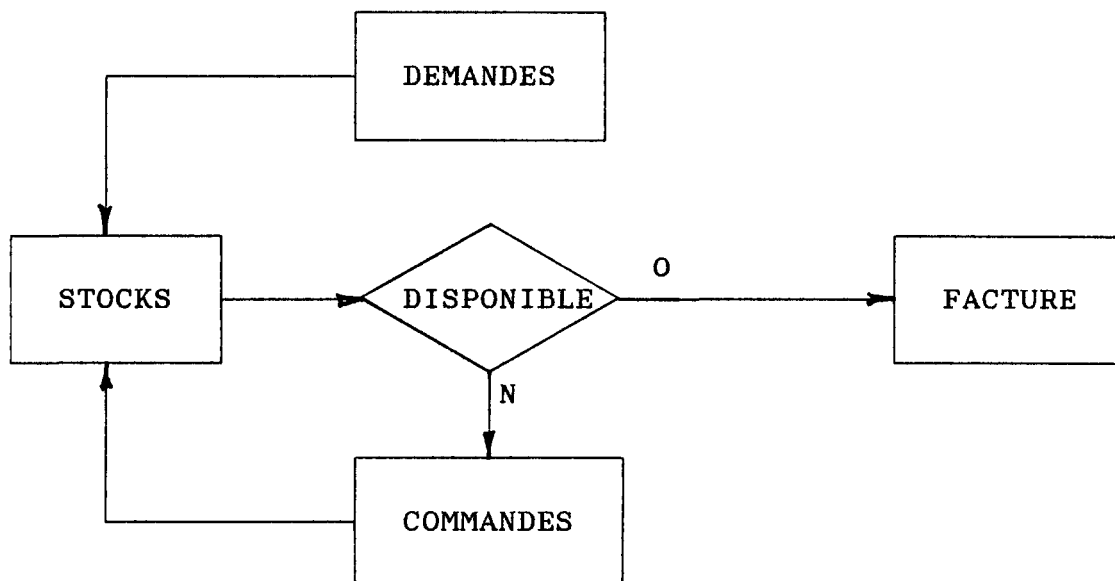 DEMANDES
O
STOCKS
DISPONIBLE
FACTURE
N
COMMANDES